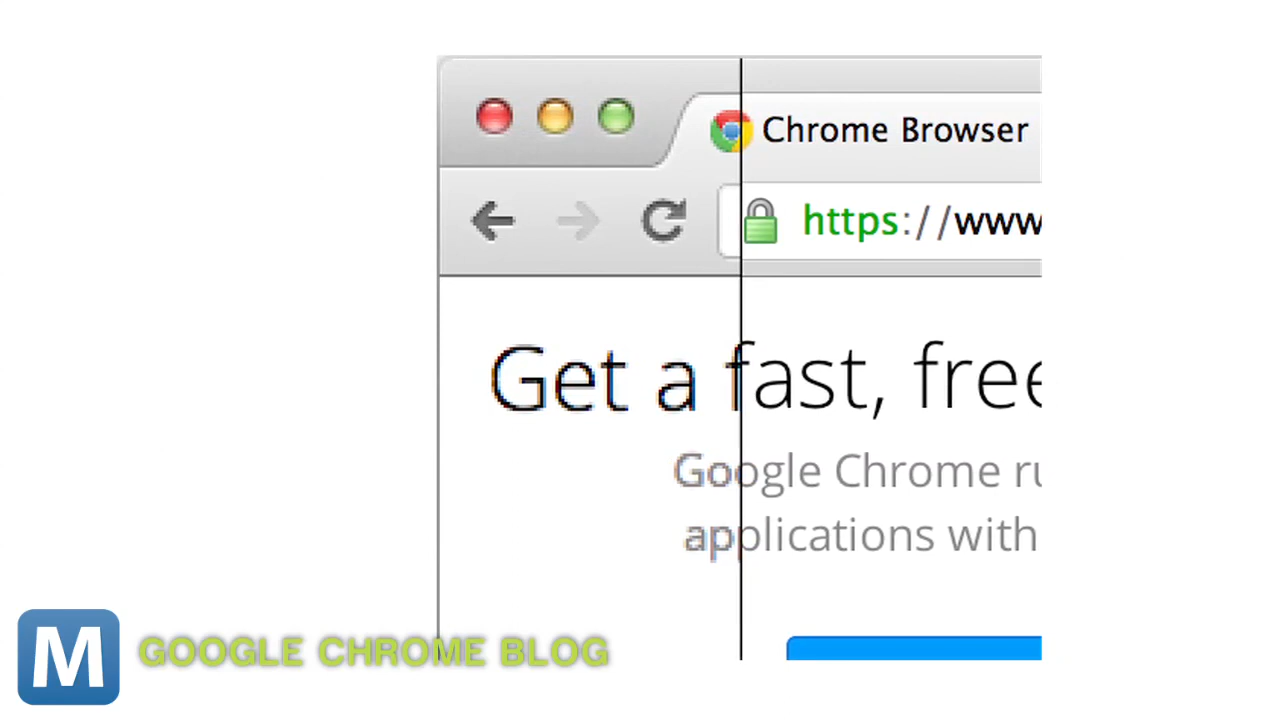 Chrome Browser
https://www
Get a fast, free
Google Chrome ru
applications with
M GOOGLE CHROME BLOG